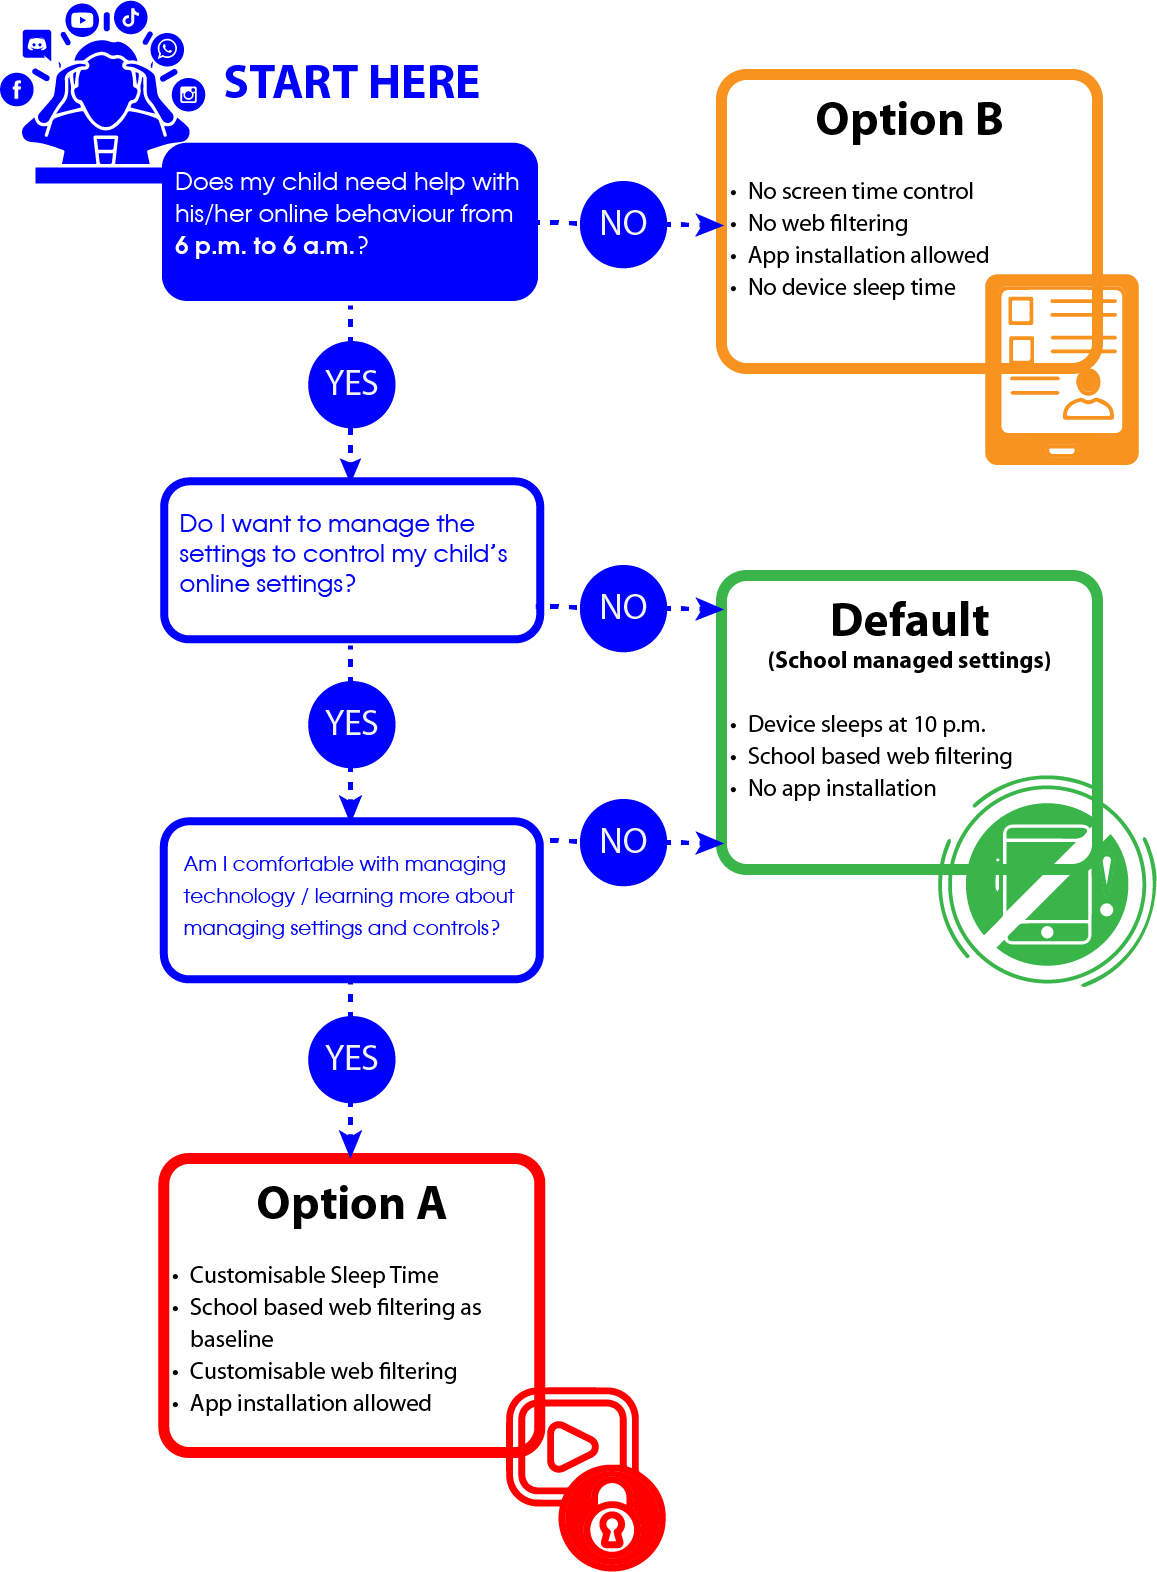 START HERE
Does my child need help with
his/her online behaviour from
6 p.m. to 6 a.m.?
NO
Option B
• No screen time control
• No web filtering
• App installation allowed
• No device sleep time
YES
Do I want to manage the
settings to control my child's
online settings?
NO
Default
(School managed settings)
• Device sleeps at 10 p.m.
• School based web filtering
• No app installation
YES
Am I comfortable with managing
technology / learning more about
managing settings and controls?
NO
YES
Option A
• Customisable Sleep Time
• School based web filtering as
baseline
• Customisable web filtering
• App installation allowed